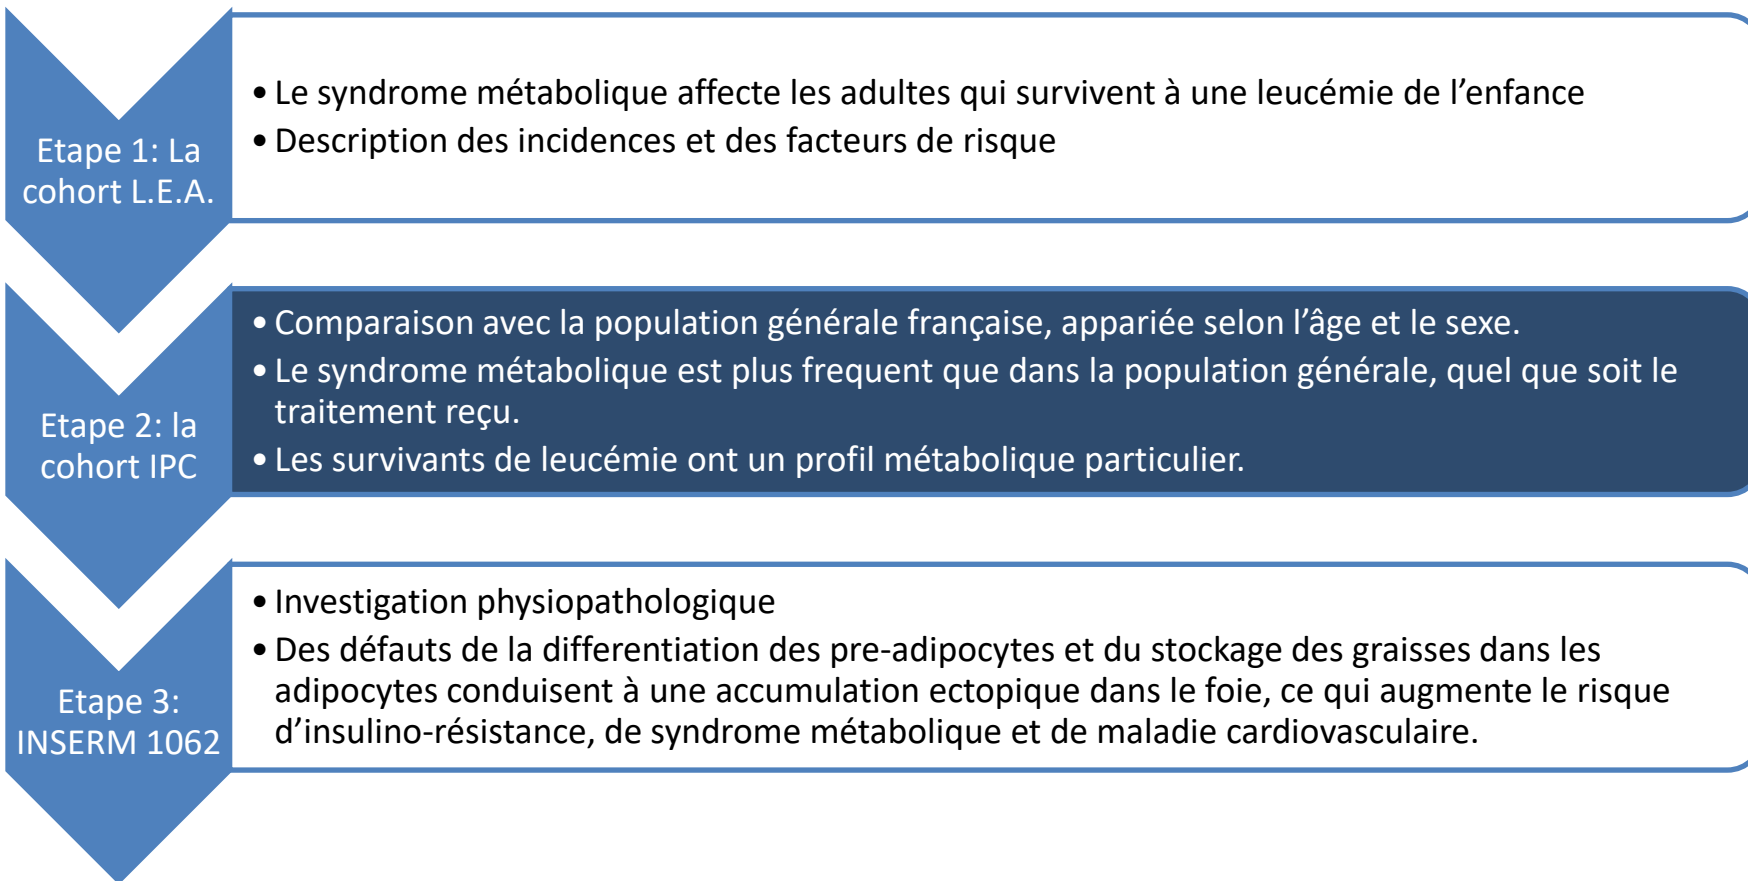 Etape 1: La
cohort L.E.A.
• Le syndrome métabolique affecte les adultes qui survivent à une leucémie de l’enfance
• Description des incidences et des facteurs de risque
Etape 2: la
cohort IPC
• Comparaison avec la population générale française, appariée selon l’âge et le sexe.
• Le syndrome métabolique est plus frequent que dans la population générale, quel que soit le
traitement reçu.
• Les survivants de leucémie ont un profil métabolique particulier.
Etape 3:
INSERM 1062
• Investigation physiopathologique
• Des défauts de la differentiation des pre-adipocytes et du stockage des graisses dans les
adipocytes conduisent à une accumulation ectopique dans le foie, ce qui augmente le risque
d’insulino-résistance, de syndrome métabolique et de maladie cardiovasculaire.